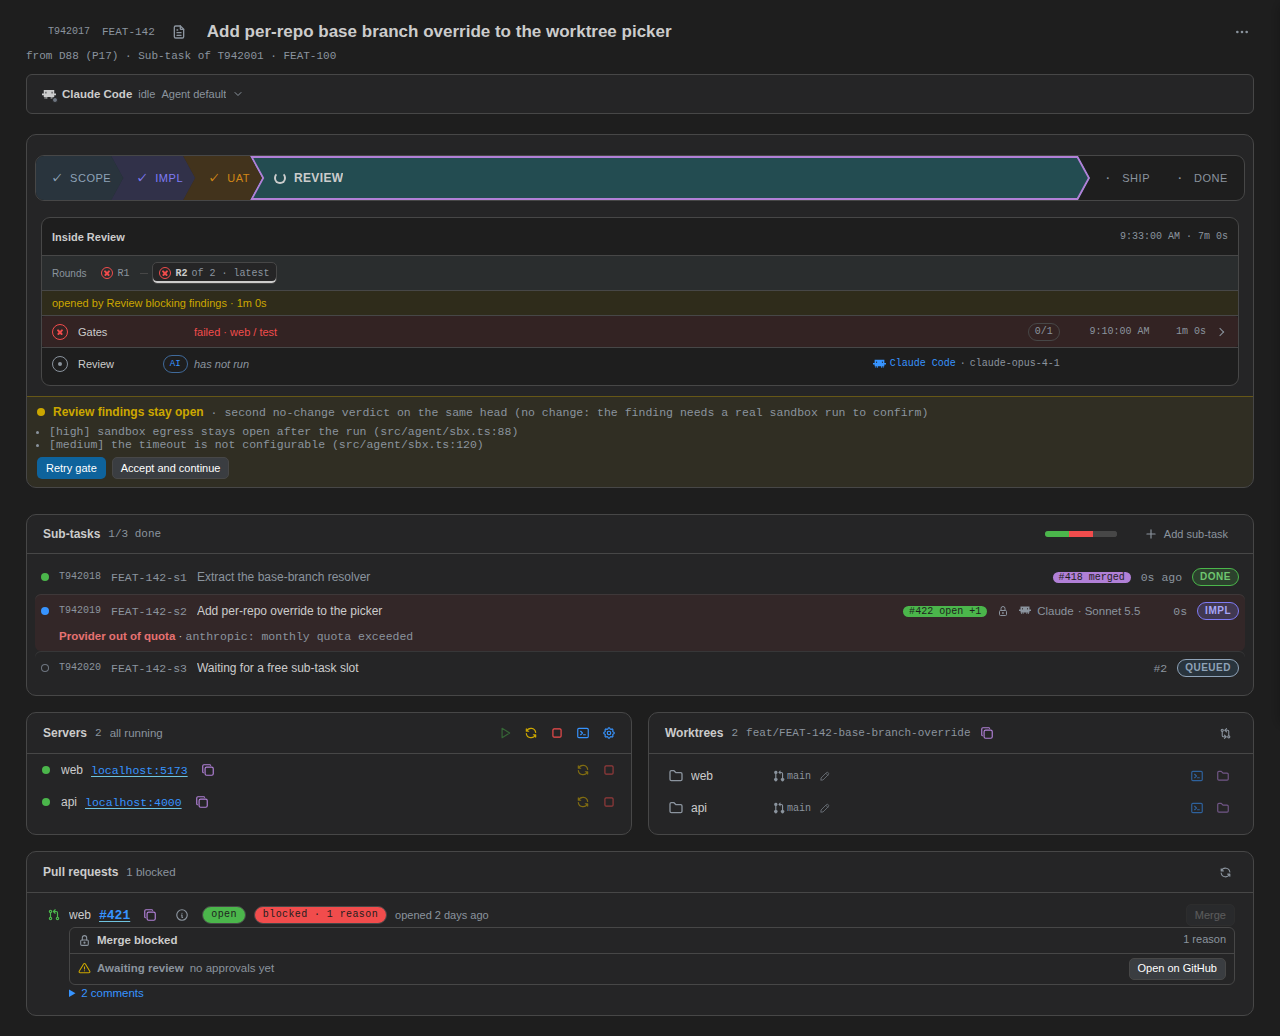 T942017 FEAT-142 Add per-repo base branch override to the worktree picker
from D88 (P17) · Sub-task of T942001 · FEAT-100
Claude Code idle Agent default
SCOPE IMPL UAT REVIEW SHIP DONE
Inside Review 9:33:00 AM · 7m 0s
Rounds R1 — R2 of 2 · latest
opened by Review blocking findings · 1m 0s
Gates failed · web / test 0/1 9:10:00 AM 1m 0s
Review AI has not run Claude Code · claude-opus-4-1
Review findings stay open · second no-change verdict on the same head (no change: the finding needs a real sandbox run to confirm)
• [high] sandbox egress stays open after the run (src/agent/sbx.ts:88)
• [medium] the timeout is not configurable (src/agent/sbx.ts:120)
Retry gate Accept and continue
Sub-tasks 1/3 done Add sub-task
T942018 FEAT-142-s1 Extract the base-branch resolver #418 merged 0s ago DONE
T942019 FEAT-142-s2 Add per-repo override to the picker #422 open +1 Claude · Sonnet 5.5 0s IMPL
Provider out of quota · anthropic: monthly quota exceeded
T942020 FEAT-142-s3 Waiting for a free sub-task slot #2 QUEUED
Servers 2 all running
web localhost:5173
api localhost:4000
Worktrees 2 feat/FEAT-142-base-branch-override
web main
api main
Pull requests 1 blocked
web #421 open blocked · 1 reason opened 2 days ago Merge
Merge blocked 1 reason
Awaiting review no approvals yet Open on GitHub
2 comments